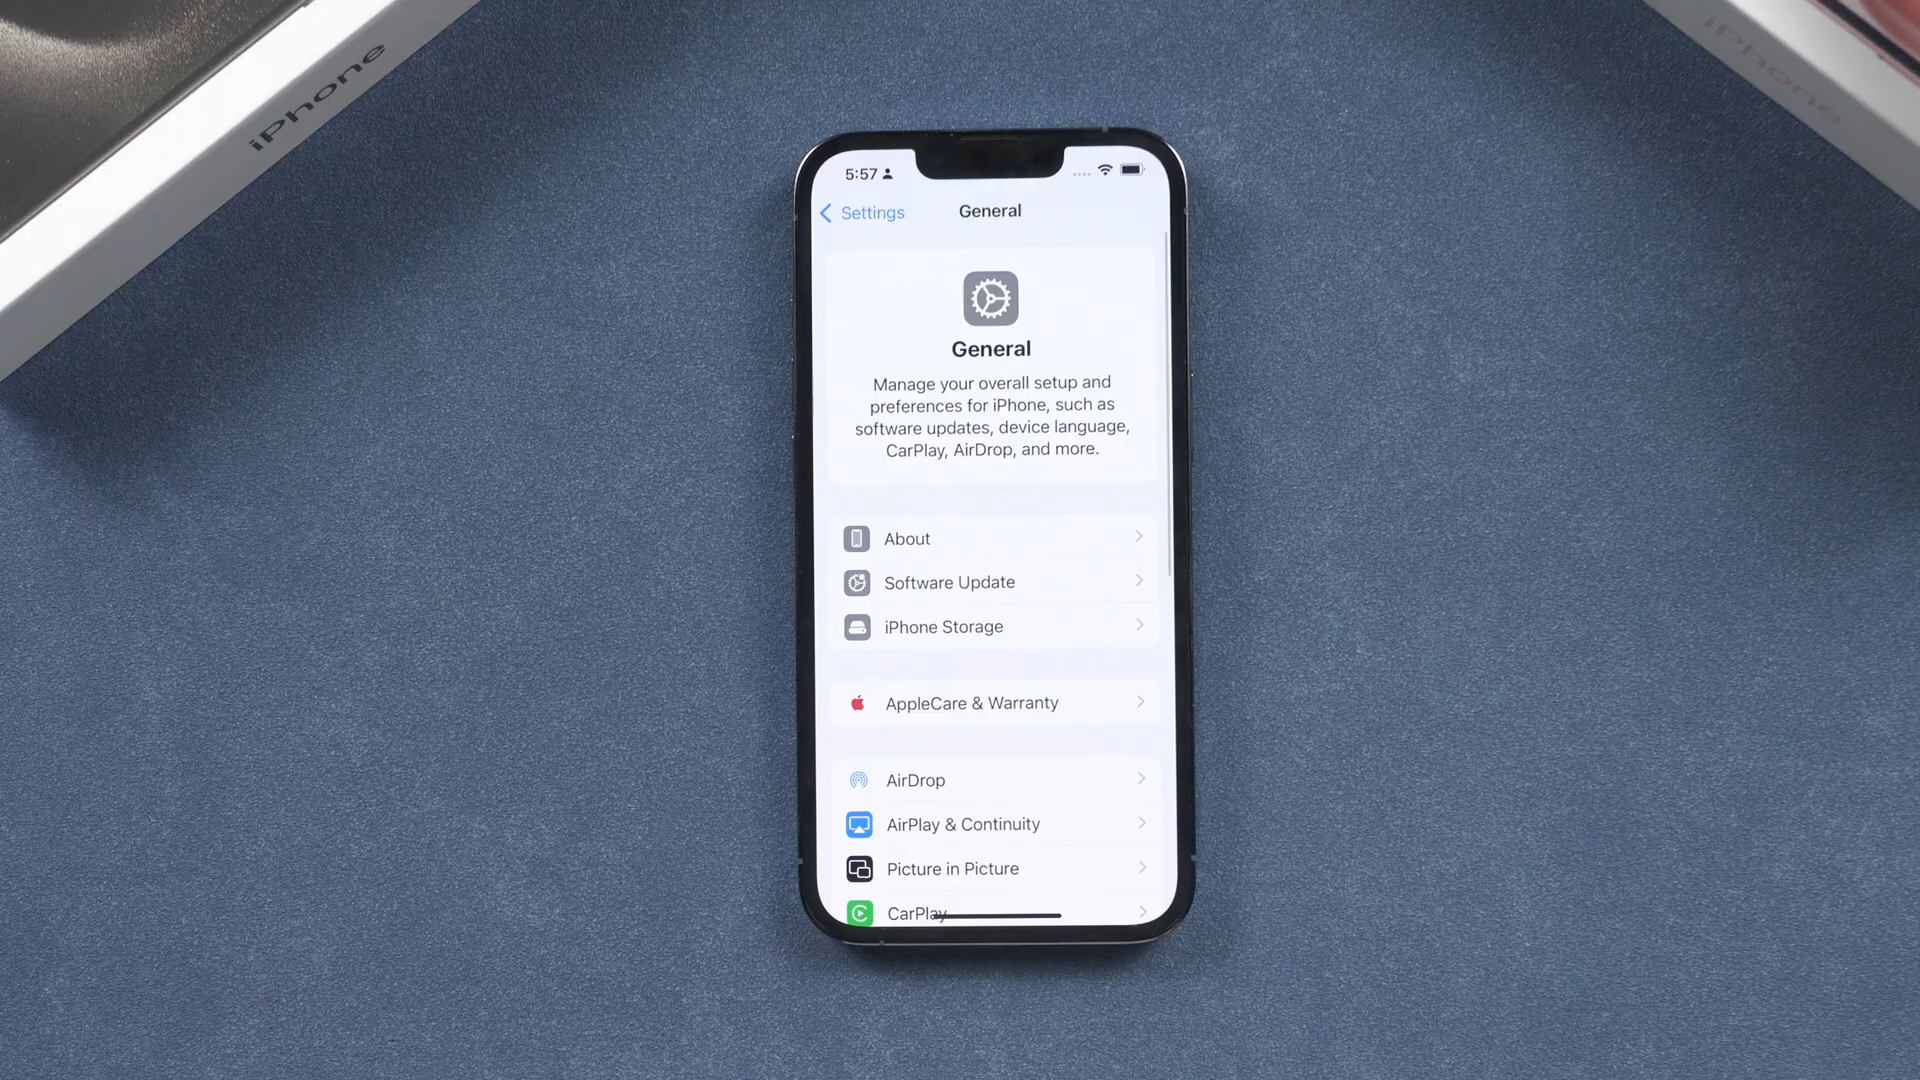 iPhone
iPhone
5:57
Settings
General
General
Manage your overall setup and
preferences for iPhone, such as
software updates, device language,
CarPlay, AirDrop, and more.
About
Software Update
iPhone Storage
AppleCare & Warranty
AirDrop
AirPlay & Continuity
Picture in Picture
CarPlay